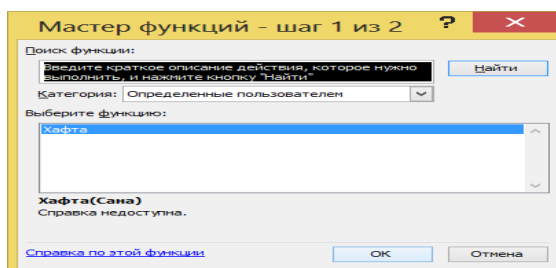 Мастер функций - шаг 1 из 2 ? ×
Поиск функции:
Введите краткое описание действия, которое нужно
выполнить, и нажмите кнопку "Найти"
Найти
Категория: Определенные пользователем
Выберите функцию:
Хафта
Хафта(Сана)
Справка недоступна.
Справка по этой функции
ОК
Отмена